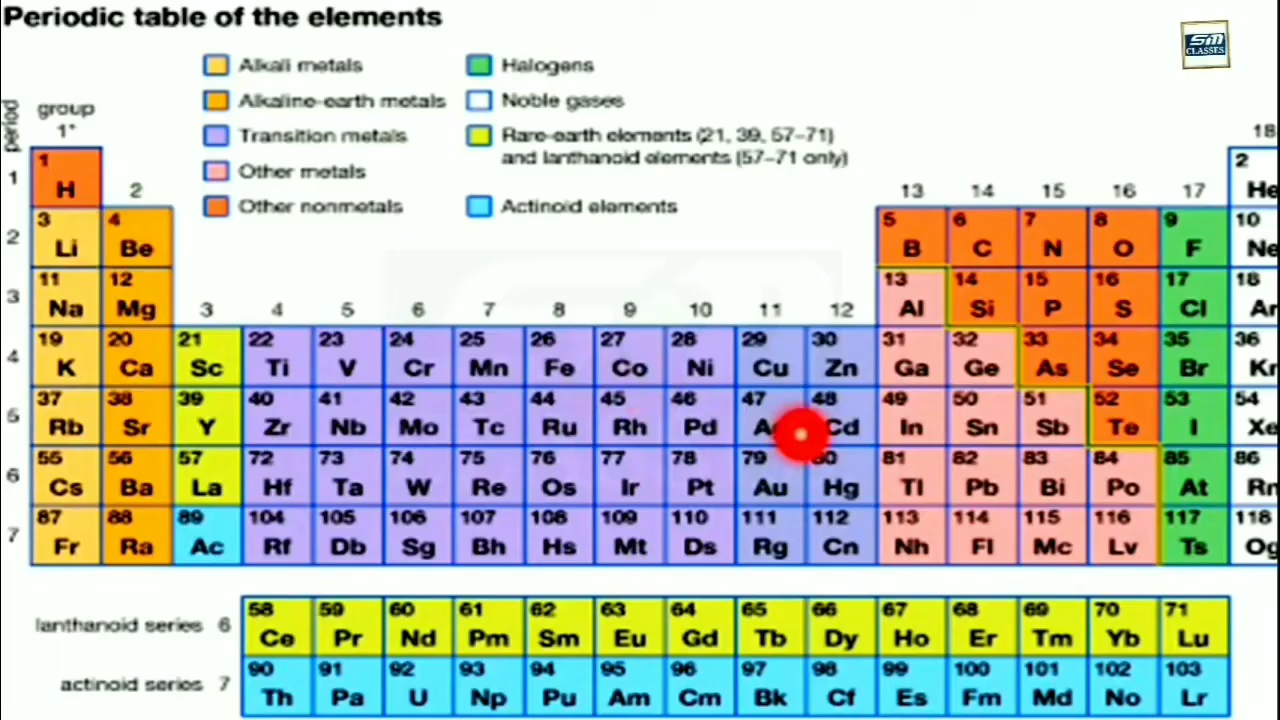 Periodic table of the elements
SM
CLASSES
Alkali metals
Halogens
Alkaline-earth metals
Noble gases
Transition metals
Rare-earth elements (21, 39, 57–71)
and lanthanoid elements (57–71 only)
Other metals
Other nonmetals
Actinoid elements
period
group
1* 18
1 2
1 H He
2 13 14 15 16 17
3 4 5 6 7 8 9 10
2 Li Be B C N O F Ne
11 12 13 14 15 16 17 18
3 Na Mg Al Si P S Cl Ar
3 4 5 6 7 8 9 10 11 12
19 20 21 22 23 24 25 26 27 28 29 30 31 32 33 34 35 36
4 K Ca Sc Ti V Cr Mn Fe Co Ni Cu Zn Ga Ge As Se Br Kr
37 38 39 40 41 42 43 44 45 46 47 48 49 50 51 52 53 54
5 Rb Sr Y Zr Nb Mo Tc Ru Rh Pd Cd In Sn Sb Te I Xe
55 56 57 72 73 74 75 76 77 78 79 81 82 83 84 85 86
6 Cs Ba La Hf Ta W Re Os Ir Pt Au Hg Tl Pb Bi Po At Rn
87 88 89 104 105 106 107 108 109 110 111 112 113 114 115 116 117 118
7 Fr Ra Ac Rf Db Sg Bh Hs Mt Ds Rg Cn Nh Fl Mc Lv Ts Og
58 59 60 61 62 63 64 65 66 67 68 69 70 71
lanthanoid series 6 Ce Pr Nd Pm Sm Eu Gd Tb Dy Ho Er Tm Yb Lu
90 91 92 93 94 95 96 97 98 99 100 101 102 103
actinoid series 7 Th Pa U Np Pu Am Cm Bk Cf Es Fm Md No Lr